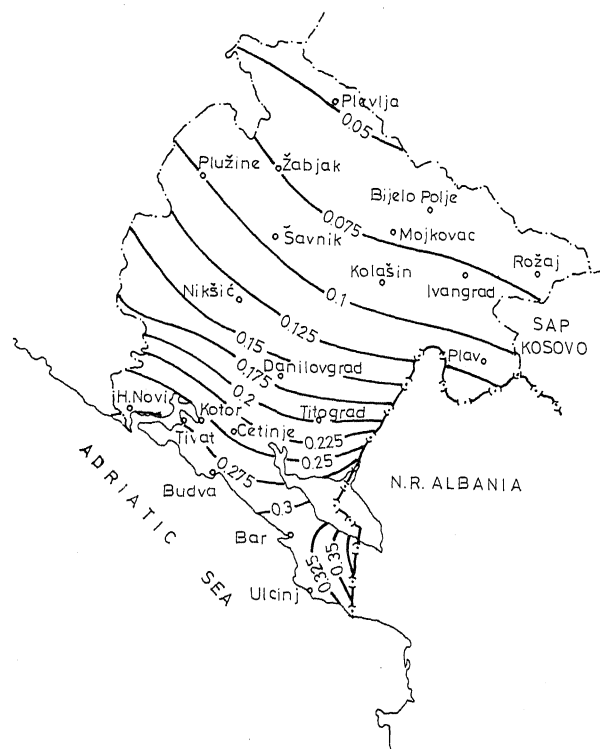 Plevlja
0.05
Plužine
Žabjak
Bijelo Polje
0.075
Šavnik
Mojkovac
Kolašin
Rožaj
Ivangrad
Nikšić
0.1
0.125
SAP
KOSOVO
0.15
0.175
Danilovgrad
Plav
0.2
H.Novi
Kotor
Titograd
Tivat
Cetinje
0.225
0.25
0.275
Budva
N.R. ALBANIA
ADRIATIC SEA
0.3
Bar
0.325
0.35
Ulcinj